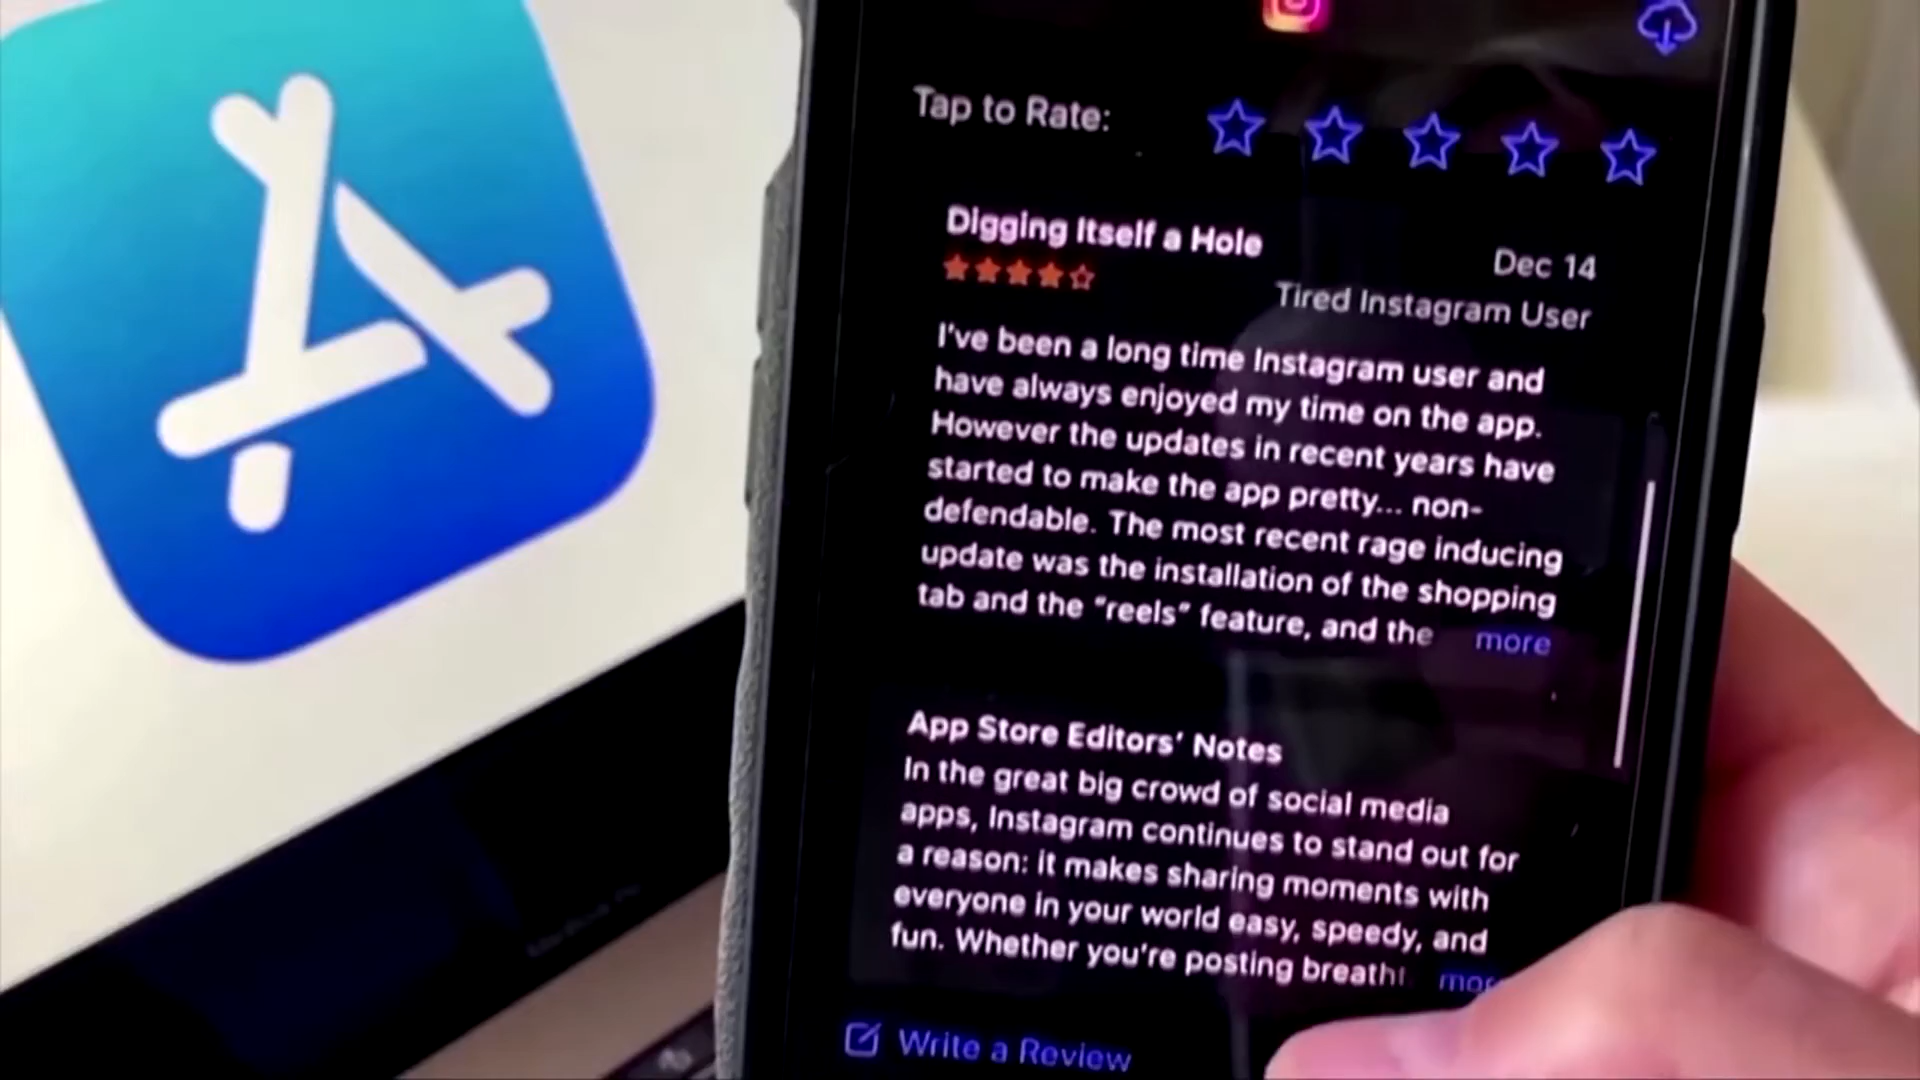 Tap to Rate:
Digging Itself a Hole
Dec 14
Tired Instagram User
I've been a long time Instagram user and
have always enjoyed my time on the app.
However the updates in recent years have
started to make the app pretty... non-
defendable. The most recent rage inducing
update was the installation of the shopping
tab and the "reels" feature, and the more
App Store Editors' Notes
In the great big crowd of social media
apps, Instagram continues to stand out for
a reason: it makes sharing moments with
everyone in your world easy, speedy, and
fun. Whether you're posting
Write a Review